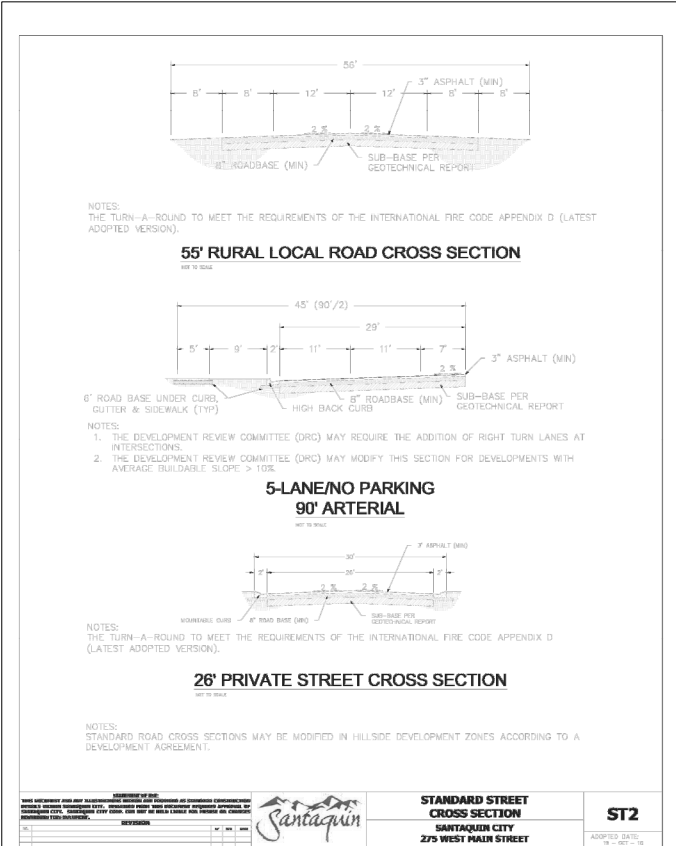 56'
8' 8' 12' 12' 8' 8'
3" ASPHALT (MIN)
2 % 2 %
8" ROADBASE (MIN)
SUB-BASE PER
GEOTECHNICAL REPORT
NOTES:
THE TURN-A-ROUND TO MEET THE REQUIREMENTS OF THE INTERNATIONAL FIRE CODE APPENDIX D (LATEST
ADOPTED VERSION).
55' RURAL LOCAL ROAD CROSS SECTION
NOT TO SCALE
45' (90'/2)
29'
5' 9' 2' 11' 11' 7'
3" ASPHALT (MIN)
2 %
6" ROAD BASE UNDER CURB,
GUTTER & SIDEWALK (TYP)
HIGH BACK CURB
8" ROADBASE (MIN)
SUB-BASE PER
GEOTECHNICAL REPORT
NOTES:
1. THE DEVELOPMENT REVIEW COMMITTEE (DRC) MAY REQUIRE THE ADDITION OF RIGHT TURN LANES AT
INTERSECTIONS.
2. THE DEVELOPMENT REVIEW COMMITTEE (DRC) MAY MODIFY THIS SECTION FOR DEVELOPMENTS WITH
AVERAGE BUILDABLE SLOPE > 10%.
5-LANE/NO PARKING
90' ARTERIAL
NOT TO SCALE
3" ASPHALT (MIN)
30'
2' 26' 2'
2 % 2 %
MOUNTABLE CURB
8" ROAD BASE (MIN)
SUB-BASE PER
GEOTECHNICAL REPORT
NOTES:
THE TURN-A-ROUND TO MEET THE REQUIREMENTS OF THE INTERNATIONAL FIRE CODE APPENDIX D
(LATEST ADOPTED VERSION).
26' PRIVATE STREET CROSS SECTION
NOT TO SCALE
NOTES:
STANDARD ROAD CROSS SECTIONS MAY BE MODIFIED IN HILLSIDE DEVELOPMENT ZONES ACCORDING TO A
DEVELOPMENT AGREEMENT.
STATEMENT OF USE:
REVISION
Santaquin
STANDARD STREET
CROSS SECTION
SANTAQUIN CITY
275 WEST MAIN STREET
ST2
ADOPTED DATE: